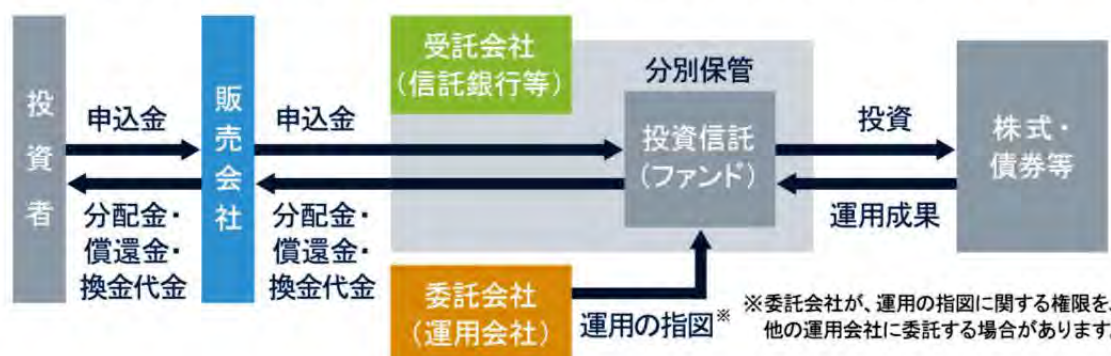 投資者
申込金
分配金・
償還金・
換金代金
販売会社
申込金
分配金・
償還金・
換金代金
受託会社
(信託銀行等)
分別保管
投資信託
(ファンド)
委託会社
(運用会社)
運用の指図※
投資
運用成果
株式・
債券等
※委託会社が、運用の指図に関する権限を、
他の運用会社に委託する場合があります。